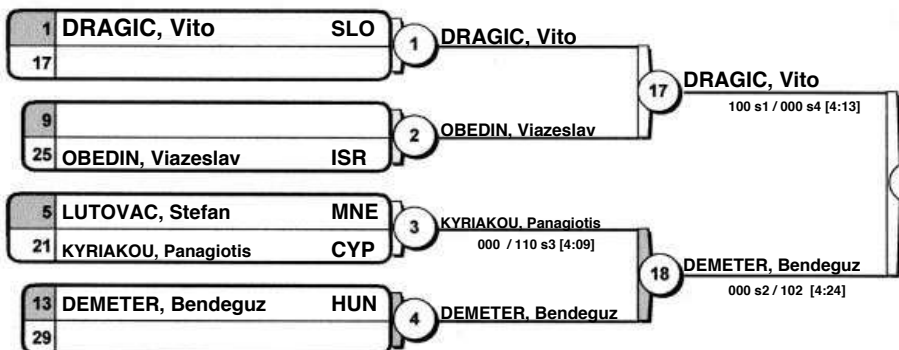 1 DRAGIC, Vito SLO
17
1
DRAGIC, Vito
9
25 OBEDIN, Viazeslav ISR
2
OBEDIN, Viazeslav
17
DRAGIC, Vito
100 s1 / 000 s4 [4:13]
5 LUTOVAC, Stefan MNE
21 KYRIAKOU, Panagiotis CYP
3
KYRIAKOU, Panagiotis
000 / 110 s3 [4:09]
13 DEMETER, Bendeguz HUN
29
4
DEMETER, Bendeguz
18
DEMETER, Bendeguz
000 s2 / 102 [4:24]